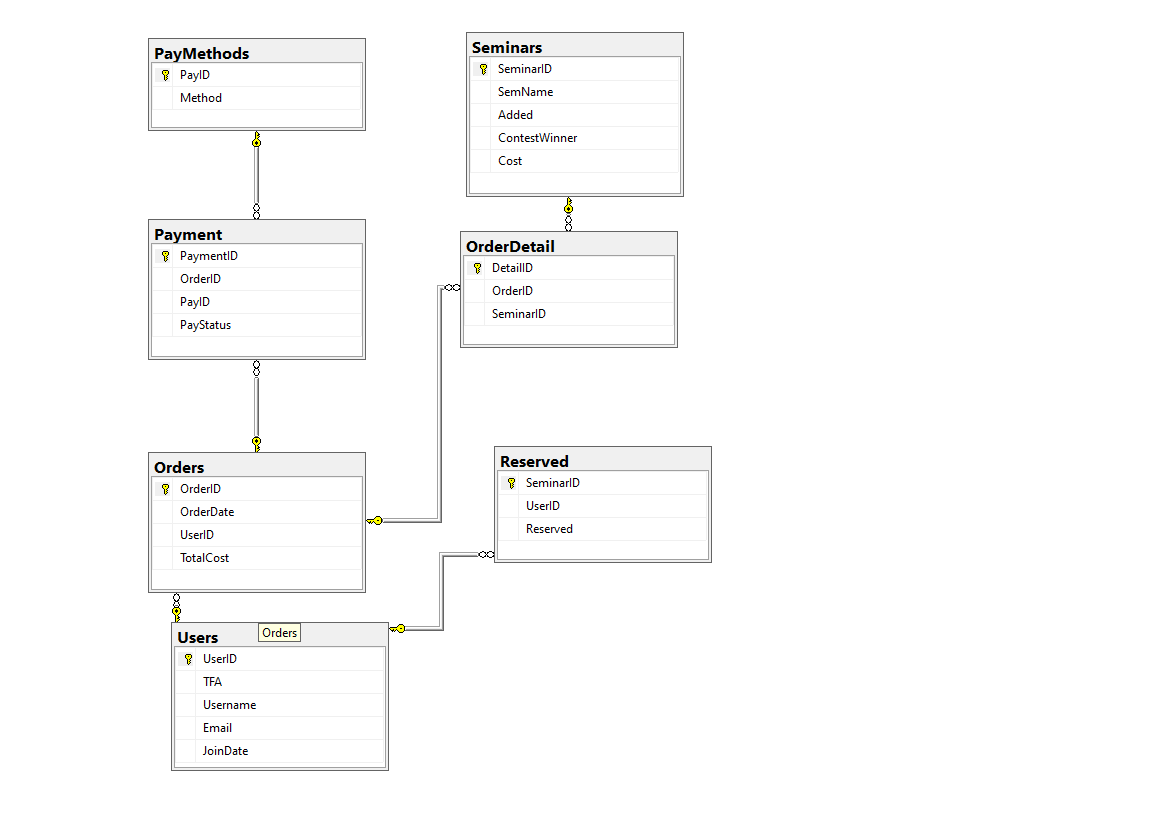 PayMethods
PayID
Method
Seminars
SeminarID
SemName
Added
ContestWinner
Cost
Payment
PaymentID
OrderID
PayID
PayStatus
OrderDetail
DetailID
OrderID
SeminarID
Orders
OrderID
OrderDate
UserID
TotalCost
Reserved
SeminarID
UserID
Reserved
Users
Orders
UserID
TFA
Username
Email
JoinDate